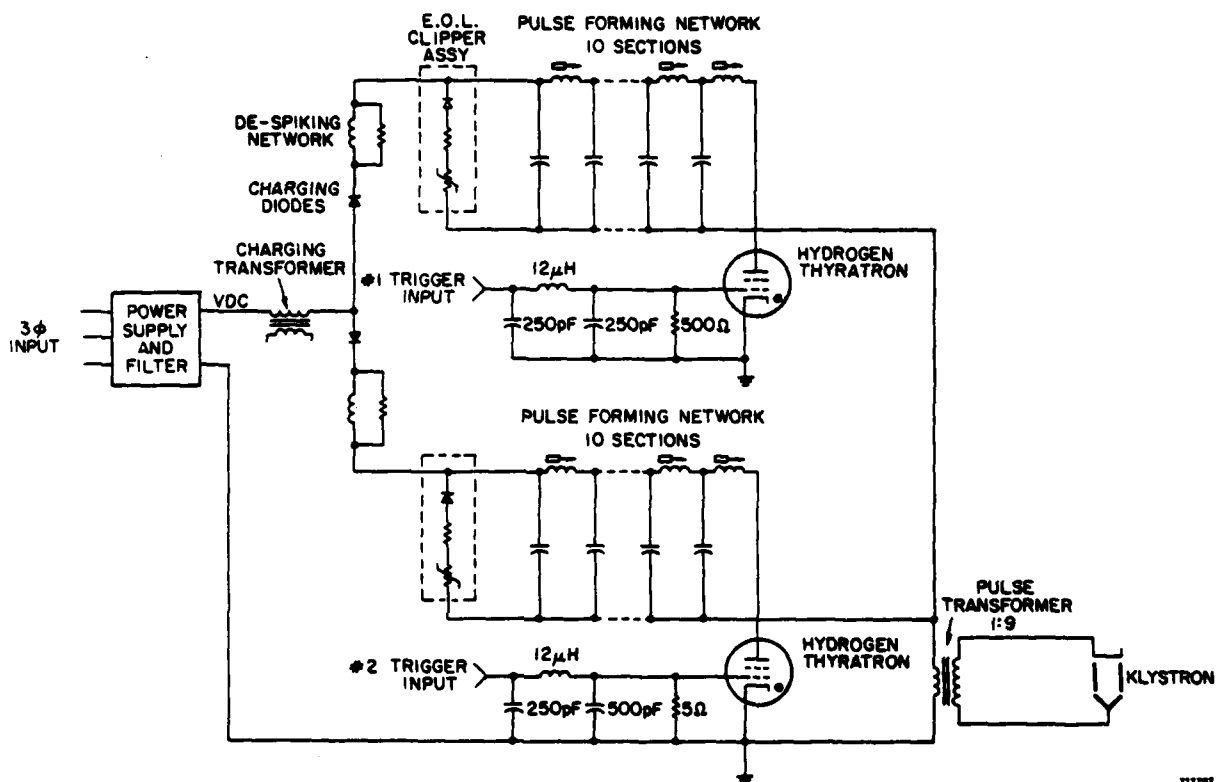 E.O.L.
CLIPPER
ASSY
PULSE FORMING NETWORK
10 SECTIONS
DE-SPIKING
NETWORK
CHARGING
DIODES
CHARGING
TRANSFORMER
#1 TRIGGER
INPUT
12μH
HYDROGEN
THYRATRON
250pF
250pF
500Ω
3ϕ
INPUT
POWER
SUPPLY
AND
FILTER
VDC
PULSE FORMING NETWORK
10 SECTIONS
#2 TRIGGER
INPUT
12μH
HYDROGEN
THYRATRON
250pF
500pF
5Ω
PULSE
TRANSFORMER
1:9
KLYSTRON